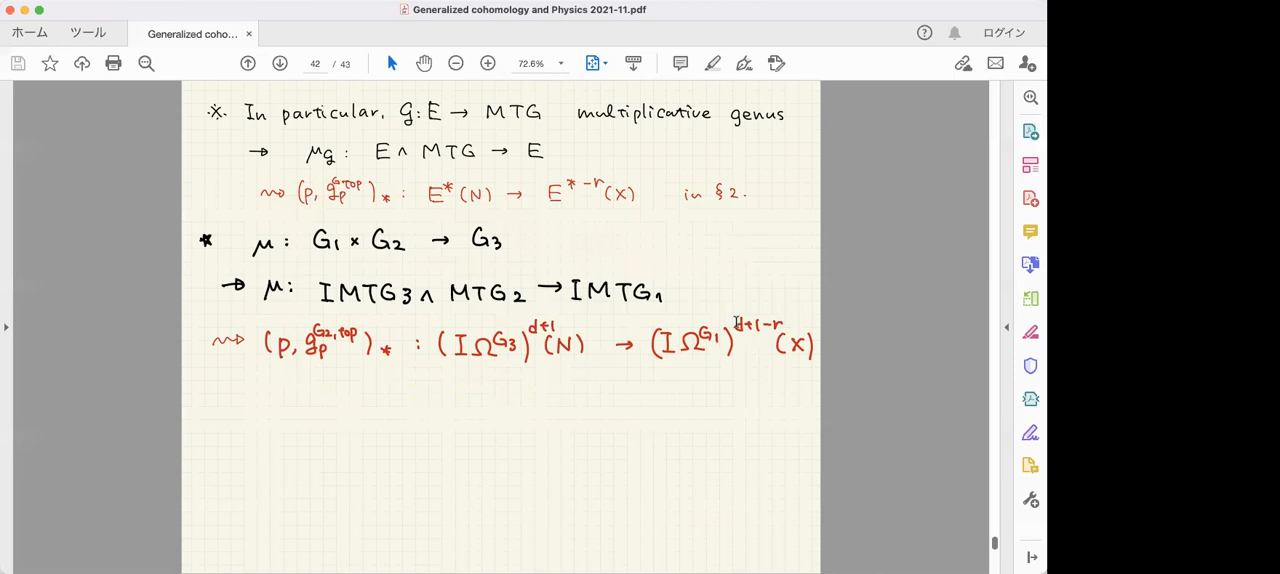 Generalized cohomology and Physics 2021-11.pdf
ホーム ツール Generalized coho... × ログイン
42 / 43 72.6%
※. In particular. G : E → MTG multiplicative genus
→ μg : E ∧ MTG → E
⇝ (p, g_p^{G,top})_* : E^*(N) → E^{*-r}(X) in §2.
* μ : G₁ × G₂ → G₃
→ μ : IMTG₃ ∧ MTG₂ → IMTG₁
⇝ (p, g_p^{G₂,top})_* : (IΩ^{G₃})^{d+1}(N) → (IΩ^{G₁})^{d+1-r}(X)